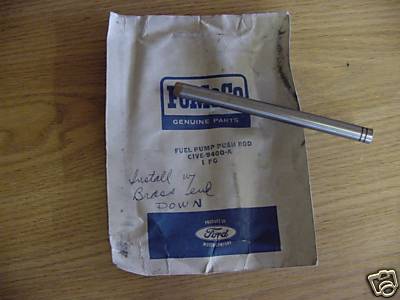 FoMoCo
GENUINE PARTS
FUEL PUMP PUSH ROD
C1VE-9400-A
1 PC
Install w/
Brass end
DOWN
PRODUCT OF
Ford
MOTOR COMPANY